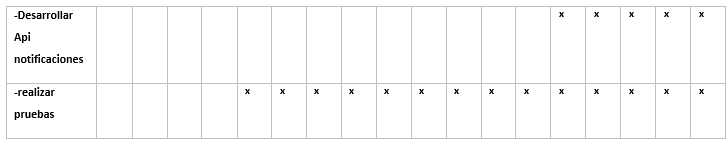 -Desarrollar x x x x x
Api
notificaciones
-realizar x x x x x x x x x x x x x x
pruebas